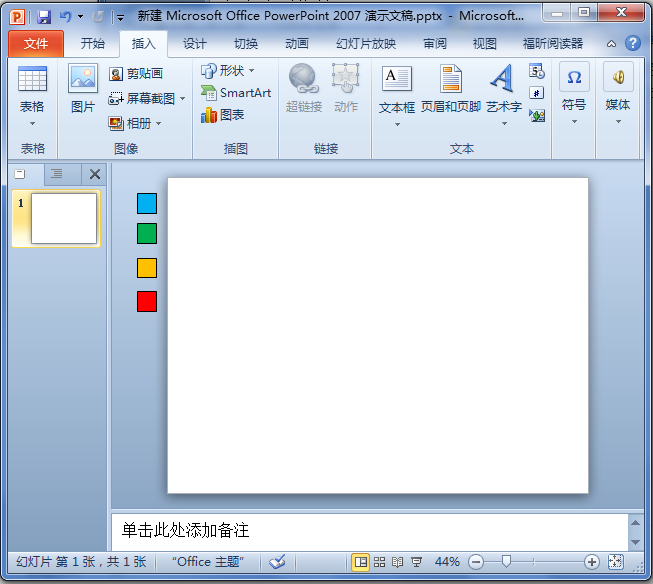 新建 Microsoft Office PowerPoint 2007 演示文稿.pptx - Microsoft...
文件 开始 插入 设计 切换 动画 幻灯片放映 审阅 视图 福昕阅读器
表格 图片 剪贴画 屏幕截图 相册 形状 SmartArt 图表 超链接 动作 文本框 页眉和页脚 艺术字 符号 媒体
表格 图像 插图 链接 文本
1
单击此处添加备注
幻灯片 第 1 张，共 1 张 "Office 主题" 44%